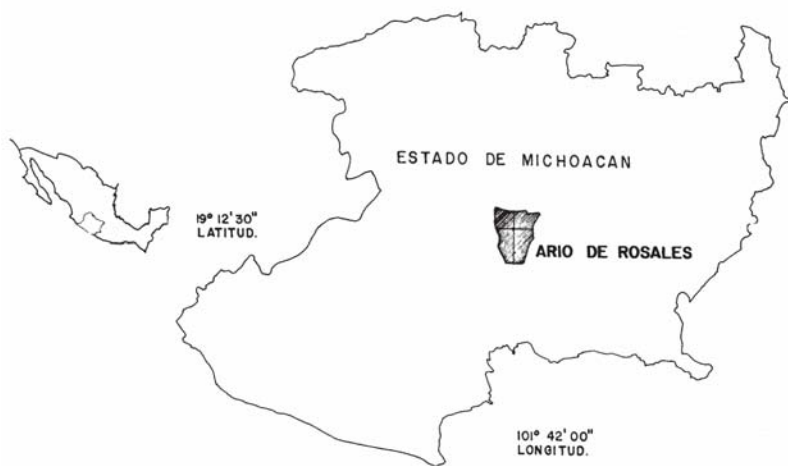 ESTADO DE MICHOACAN
19° 12' 30"
LATITUD.
ARIO DE ROSALES
101° 42' 00"
LONGITUD.